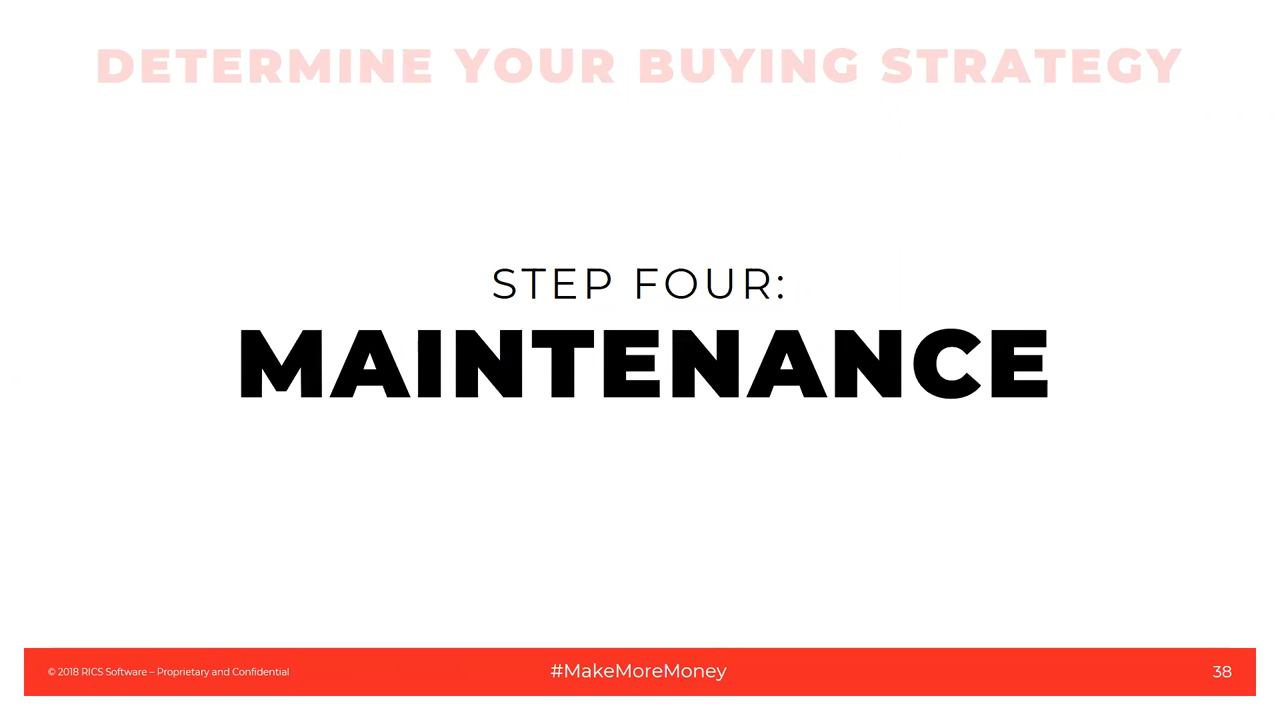 DETERMINE YOUR BUYING STRATEGY
STEP FOUR:
MAINTENANCE
© 2018 RICS Software – Proprietary and Confidential
#MakeMoreMoney
38